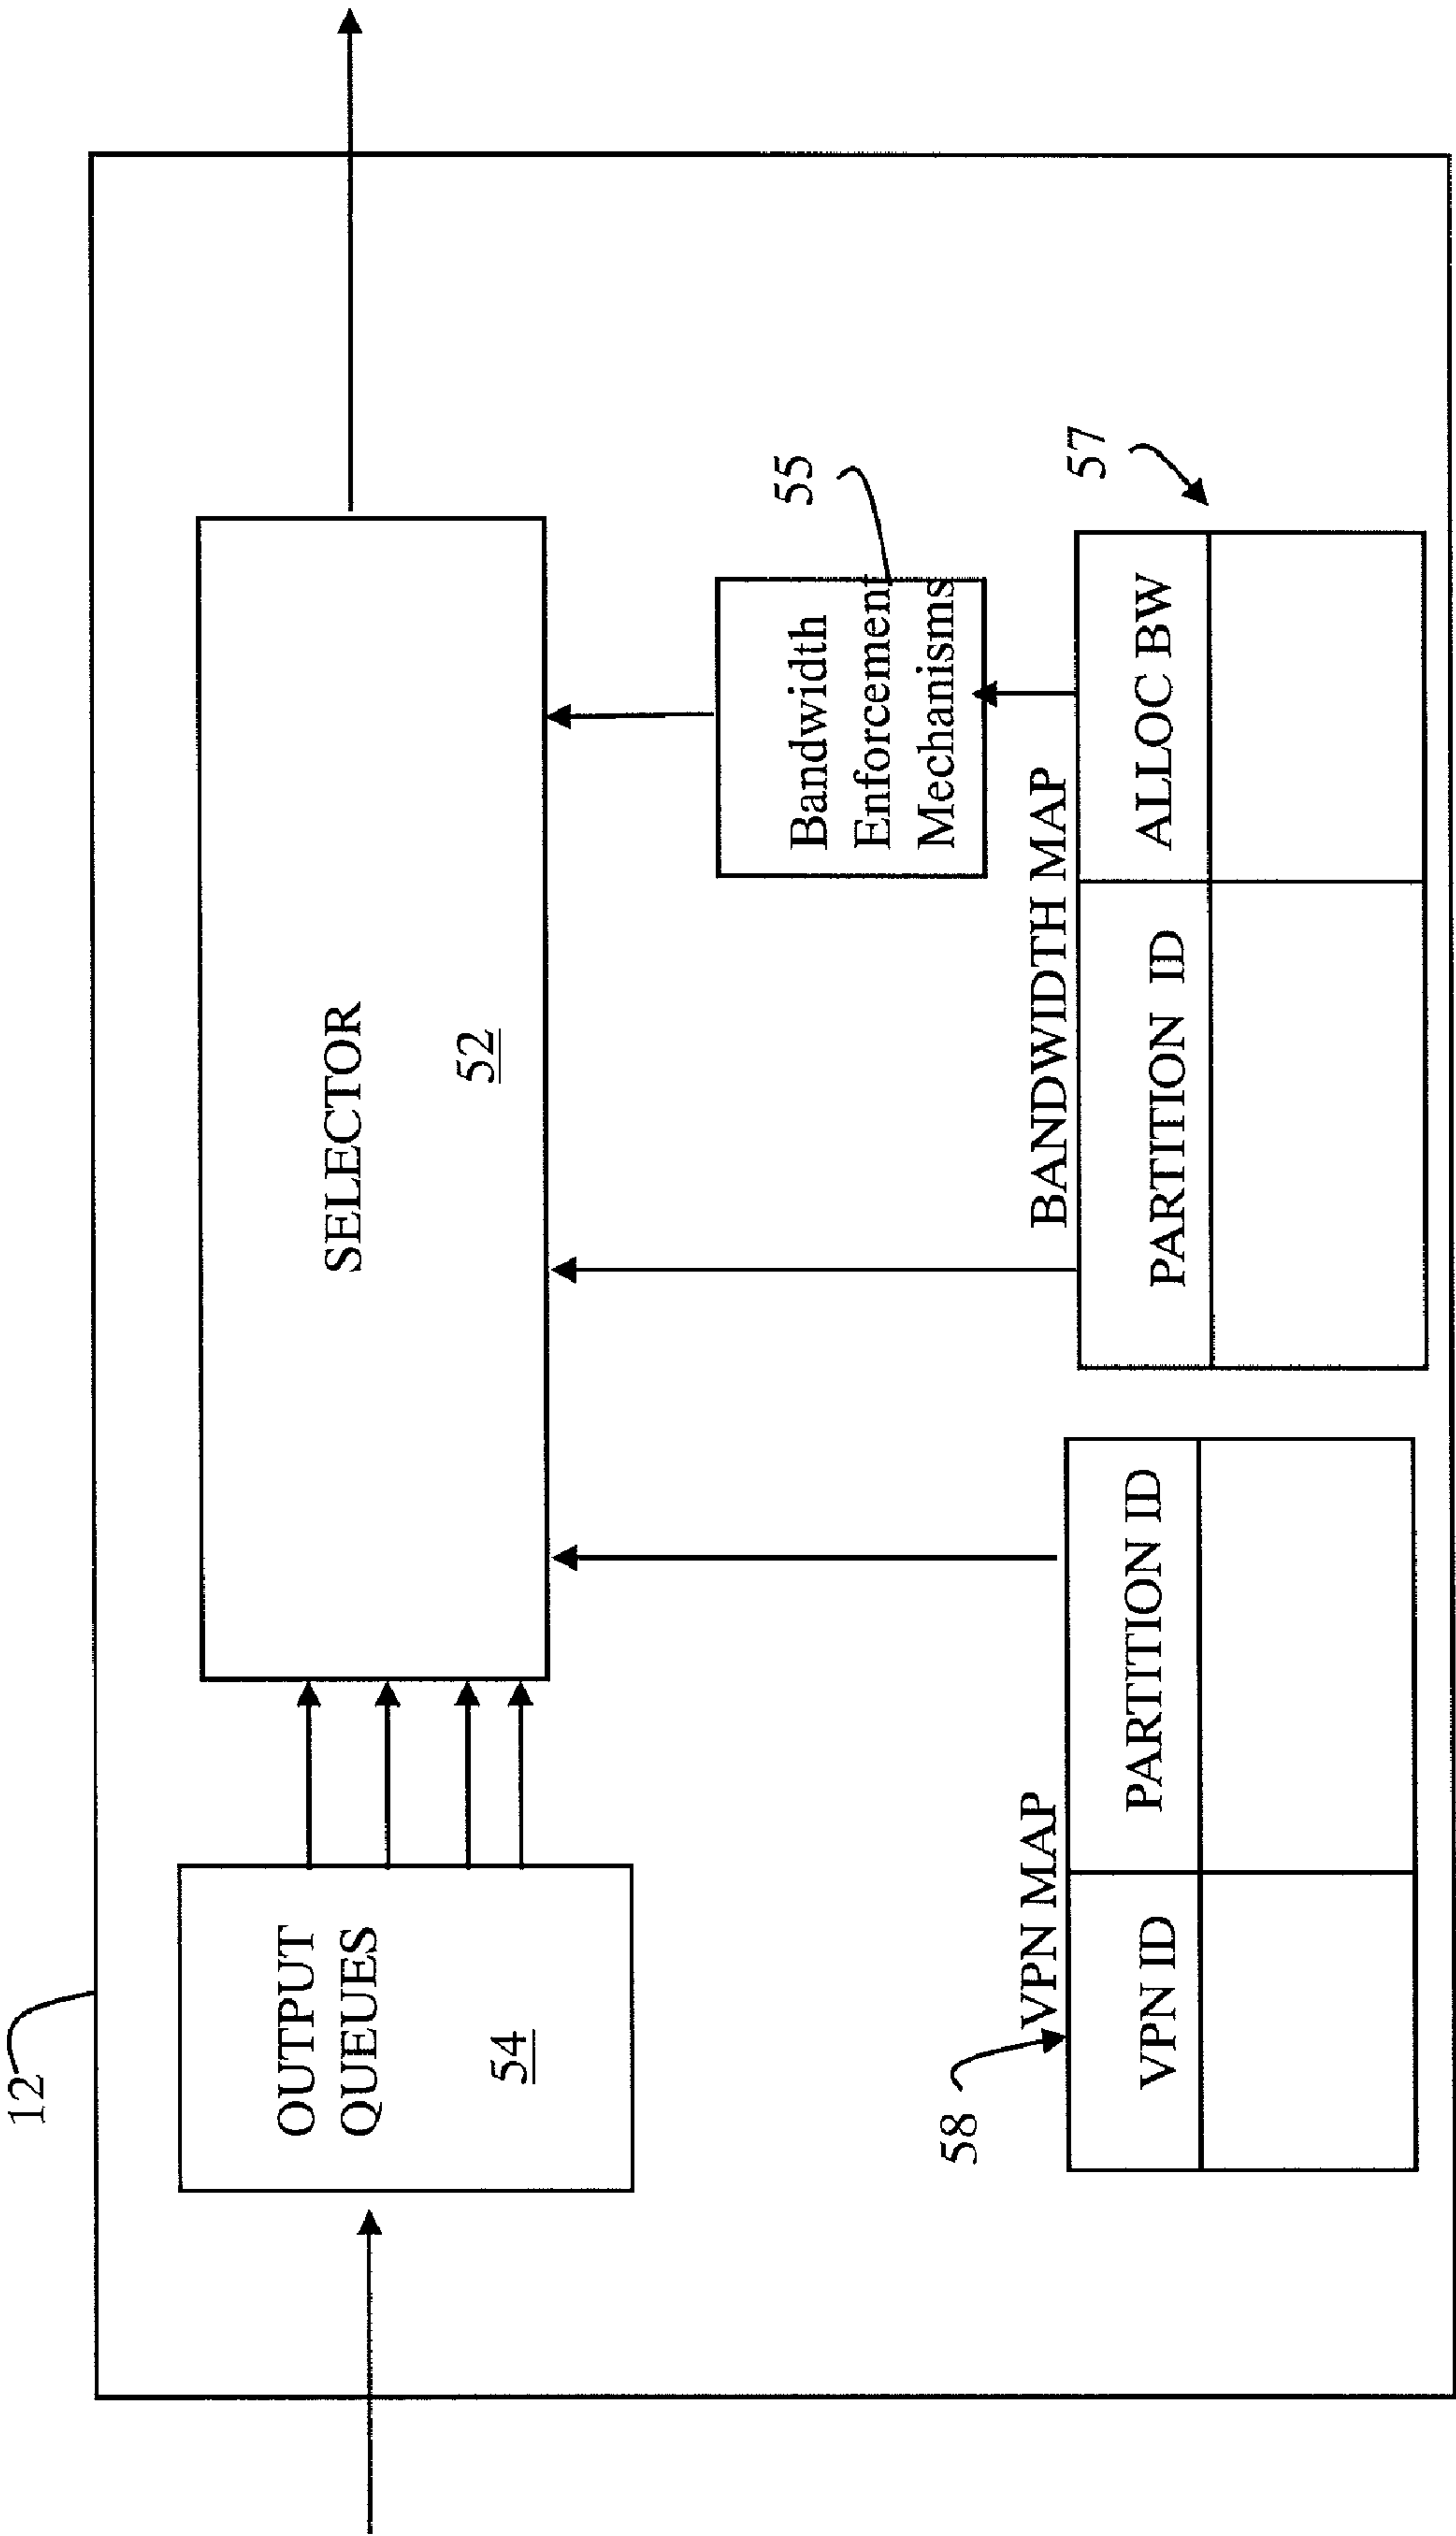 12
OUTPUT
QUEUES
54
SELECTOR
52
55
Bandwidth
Enforcement
Mechanisms
58
VPN MAP
VPN ID
PARTITION ID
BANDWIDTH MAP
57
PARTITION ID
ALLOC BW